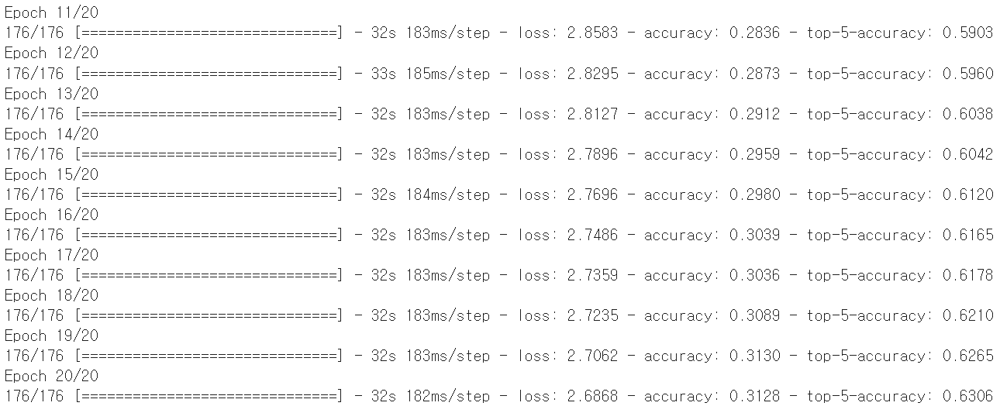 Epoch 11/20
176/176 [==============================] - 32s 183ms/step - loss: 2.8583 - accuracy: 0.2836 - top-5-accuracy: 0.5903
Epoch 12/20
176/176 [==============================] - 33s 185ms/step - loss: 2.8295 - accuracy: 0.2873 - top-5-accuracy: 0.5960
Epoch 13/20
176/176 [==============================] - 32s 183ms/step - loss: 2.8127 - accuracy: 0.2912 - top-5-accuracy: 0.6038
Epoch 14/20
176/176 [==============================] - 32s 183ms/step - loss: 2.7896 - accuracy: 0.2959 - top-5-accuracy: 0.6042
Epoch 15/20
176/176 [==============================] - 32s 184ms/step - loss: 2.7696 - accuracy: 0.2980 - top-5-accuracy: 0.6120
Epoch 16/20
176/176 [==============================] - 32s 183ms/step - loss: 2.7486 - accuracy: 0.3039 - top-5-accuracy: 0.6165
Epoch 17/20
176/176 [==============================] - 32s 183ms/step - loss: 2.7359 - accuracy: 0.3036 - top-5-accuracy: 0.6178
Epoch 18/20
176/176 [==============================] - 32s 183ms/step - loss: 2.7235 - accuracy: 0.3089 - top-5-accuracy: 0.6210
Epoch 19/20
176/176 [==============================] - 32s 183ms/step - loss: 2.7062 - accuracy: 0.3130 - top-5-accuracy: 0.6265
Epoch 20/20
176/176 [==============================] - 32s 182ms/step - loss: 2.6868 - accuracy: 0.3128 - top-5-accuracy: 0.6306